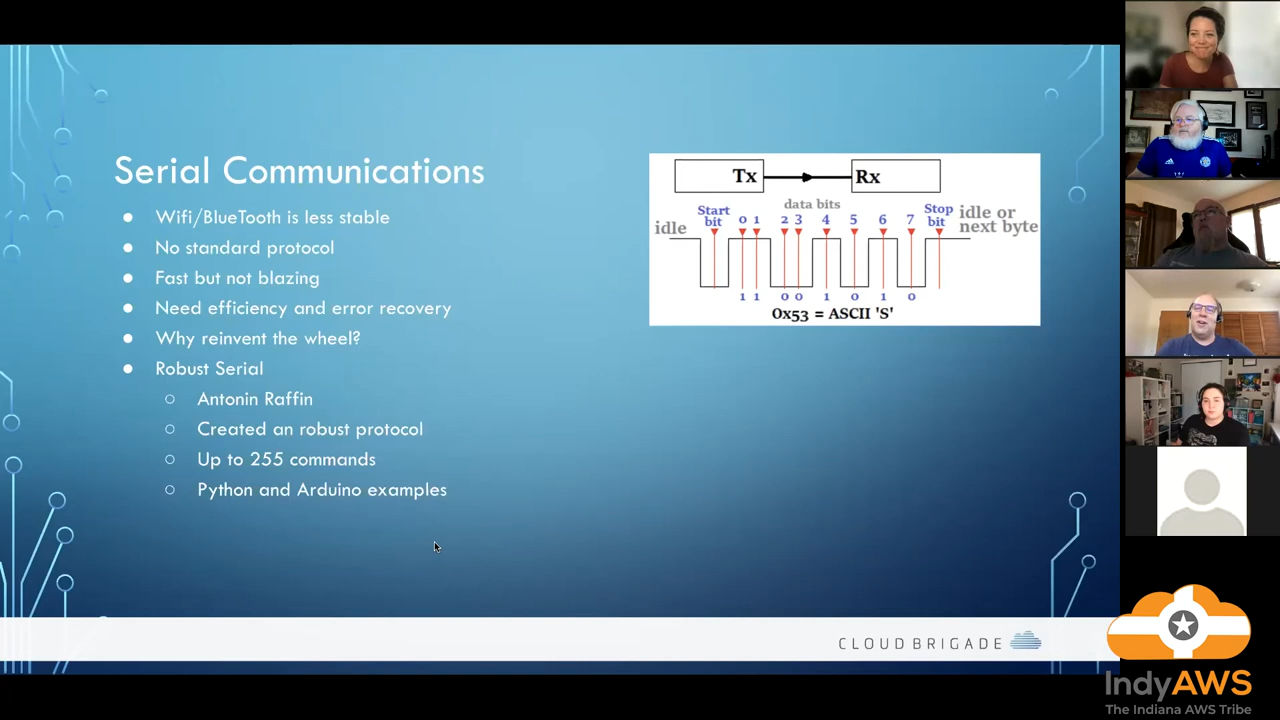 Serial Communications
● Wifi/BlueTooth is less stable
● No standard protocol
● Fast but not blazing
● Need efficiency and error recovery
● Why reinvent the wheel?
● Robust Serial
○ Antonin Raffin
○ Created an robust protocol
○ Up to 255 commands
○ Python and Arduino examples
Tx Rx
data bits
Start bit 0 1 2 3 4 5 6 7 Stop bit
idle
idle or
next byte
1 1 0 0 1 0 1 0
0x53 = ASCII 'S'
CLOUD BRIGADE
IndyAWS
The Indiana AWS Tribe